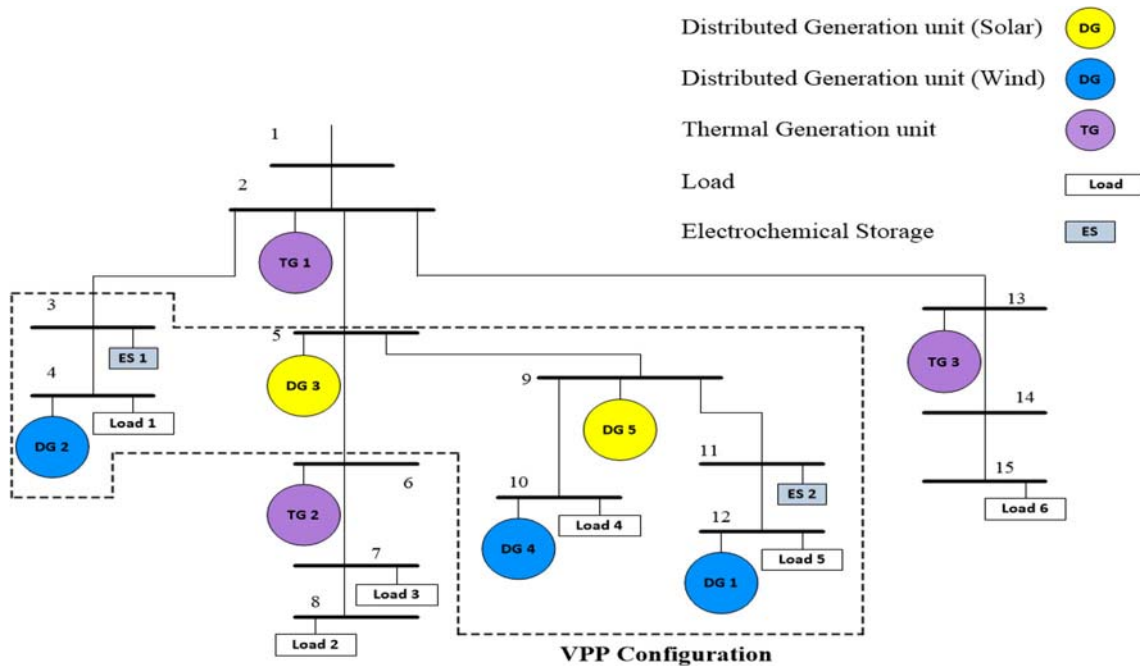 Distributed Generation unit (Solar)
DG
Distributed Generation unit (Wind)
DG
Thermal Generation unit
TG
Load
Load
Electrochemical Storage
ES
1
2
TG 1
3
ES 1
4
Load 1
DG 2
5
DG 3
9
DG 5
13
TG 3
14
6
TG 2
10
Load 4
DG 4
11
ES 2
12
Load 5
DG 1
15
Load 6
7
Load 3
8
Load 2
VPP Configuration